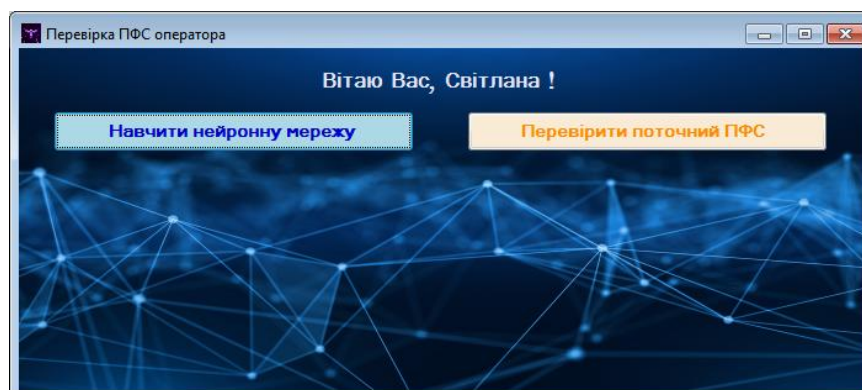 Перевірка ПФС оператора
Вітаю Вас, Світлана !
Навчити нейронну мережу
Перевірити поточний ПФС